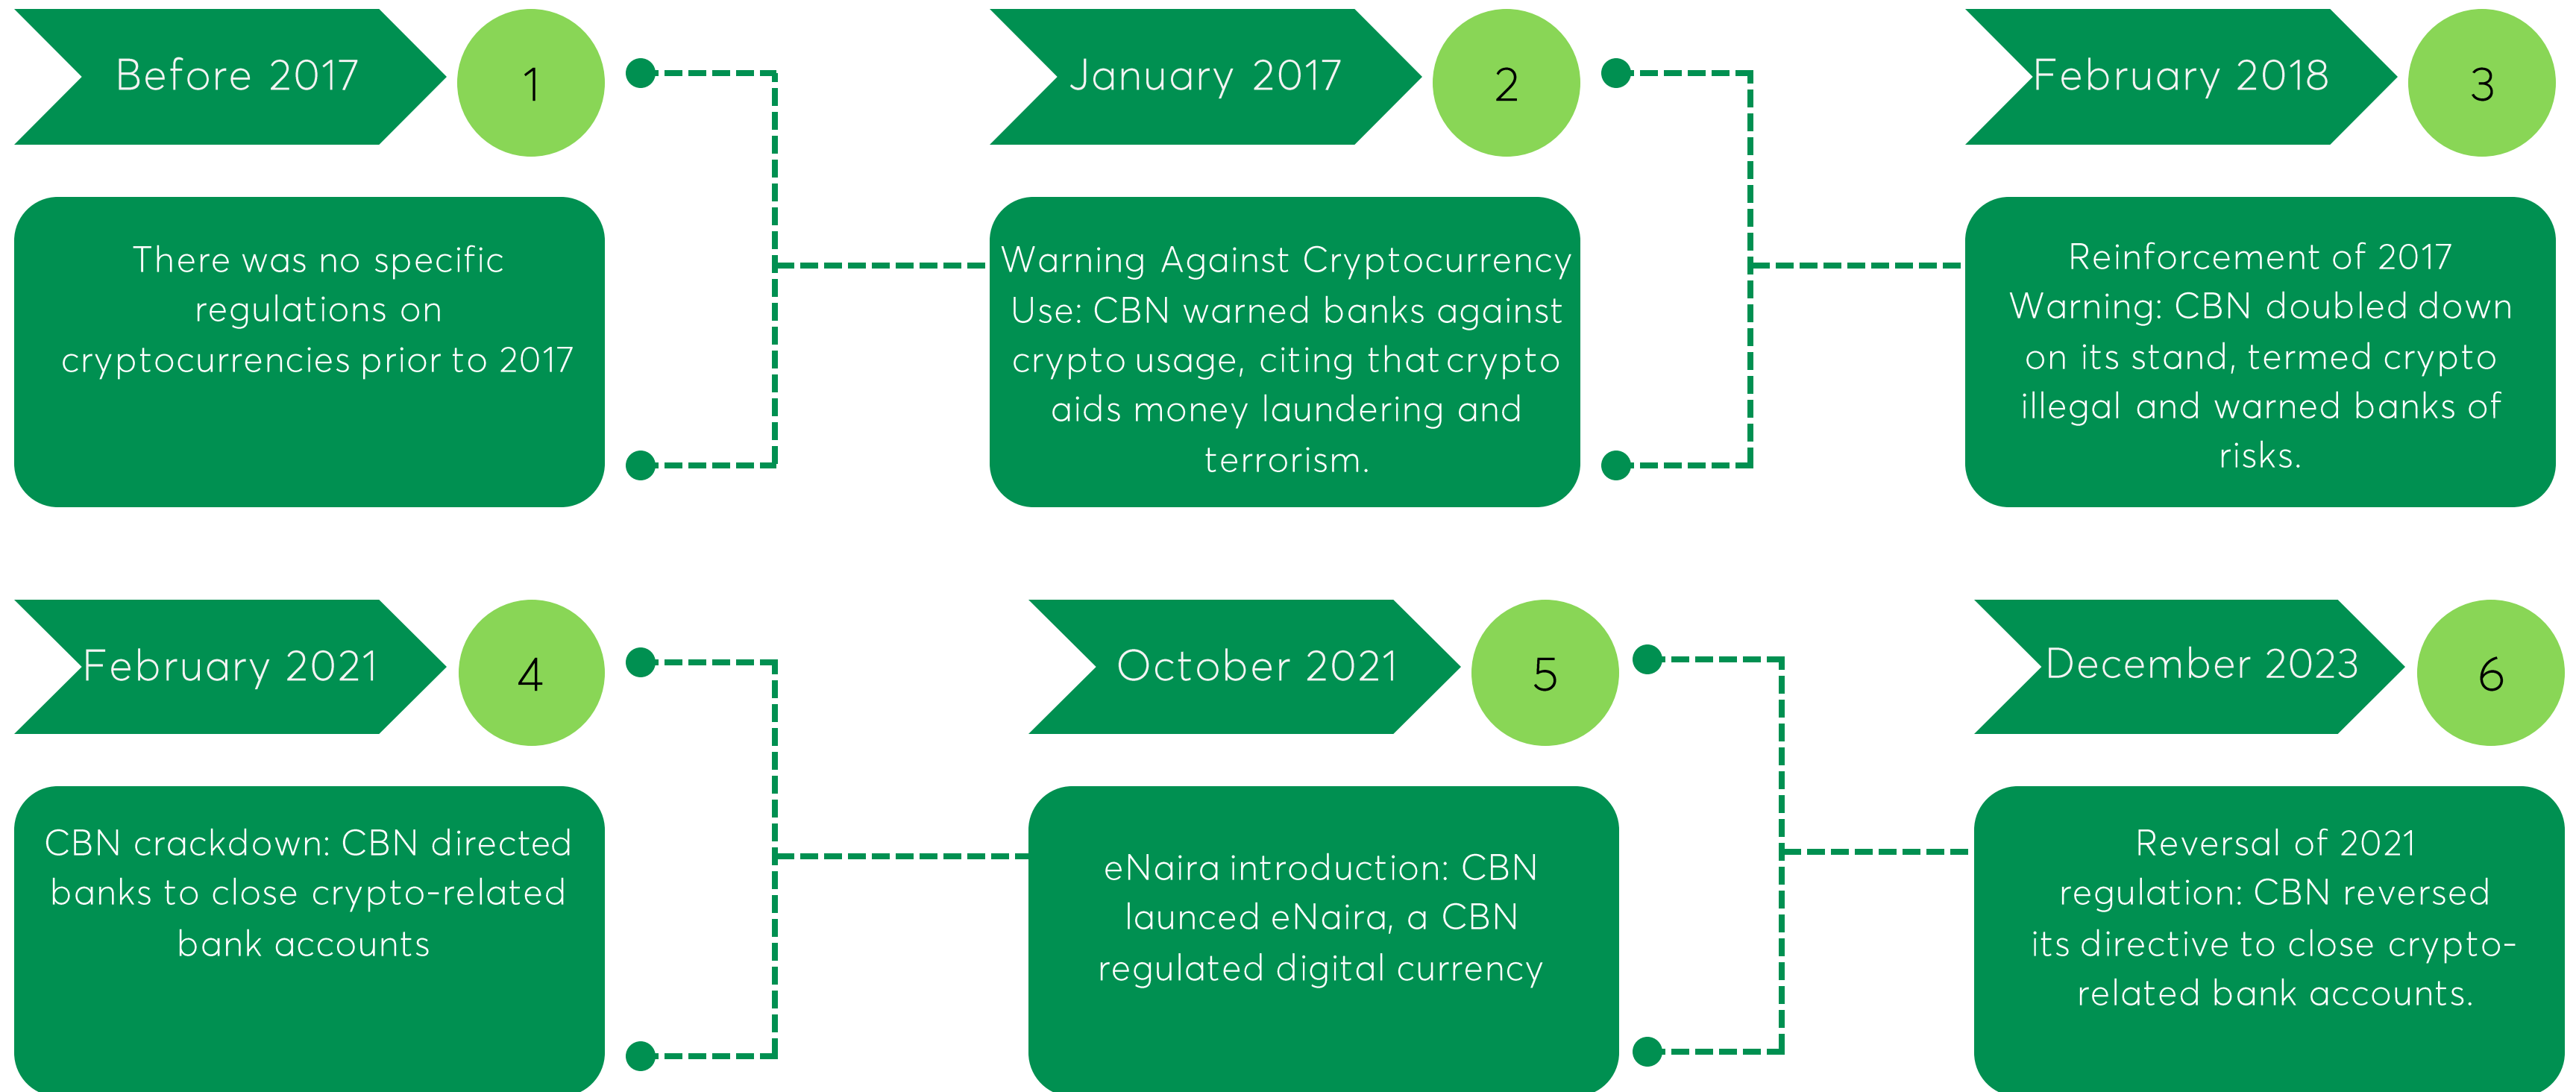 Before 2017
1
There was no specific
regulations on
cryptocurrencies prior to 2017
January 2017
2
Warning Against Cryptocurrency
Use: CBN warned banks against
crypto usage, citing that crypto
aids money laundering and
terrorism.
February 2018
3
Reinforcement of 2017
Warning: CBN doubled down
on its stand, termed crypto
illegal and warned banks of
risks.
February 2021
4
CBN crackdown: CBN directed
banks to close crypto-related
bank accounts
October 2021
5
eNaira introduction: CBN
launced eNaira, a CBN
regulated digital currency
December 2023
6
Reversal of 2021
regulation: CBN reversed
its directive to close crypto-
related bank accounts.